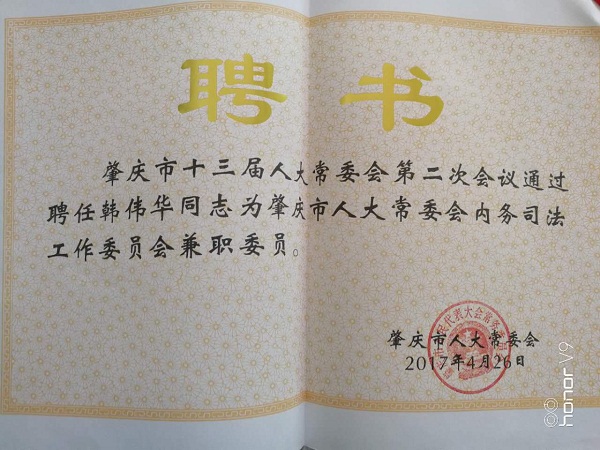 聘书
肇庆市十三届人大常委会第二次会议通过
聘任韩伟华同志为肇庆市人大常委会内务司法
工作委员会兼职委员。
肇庆市人大常委会
2017年4月26日
honor V9